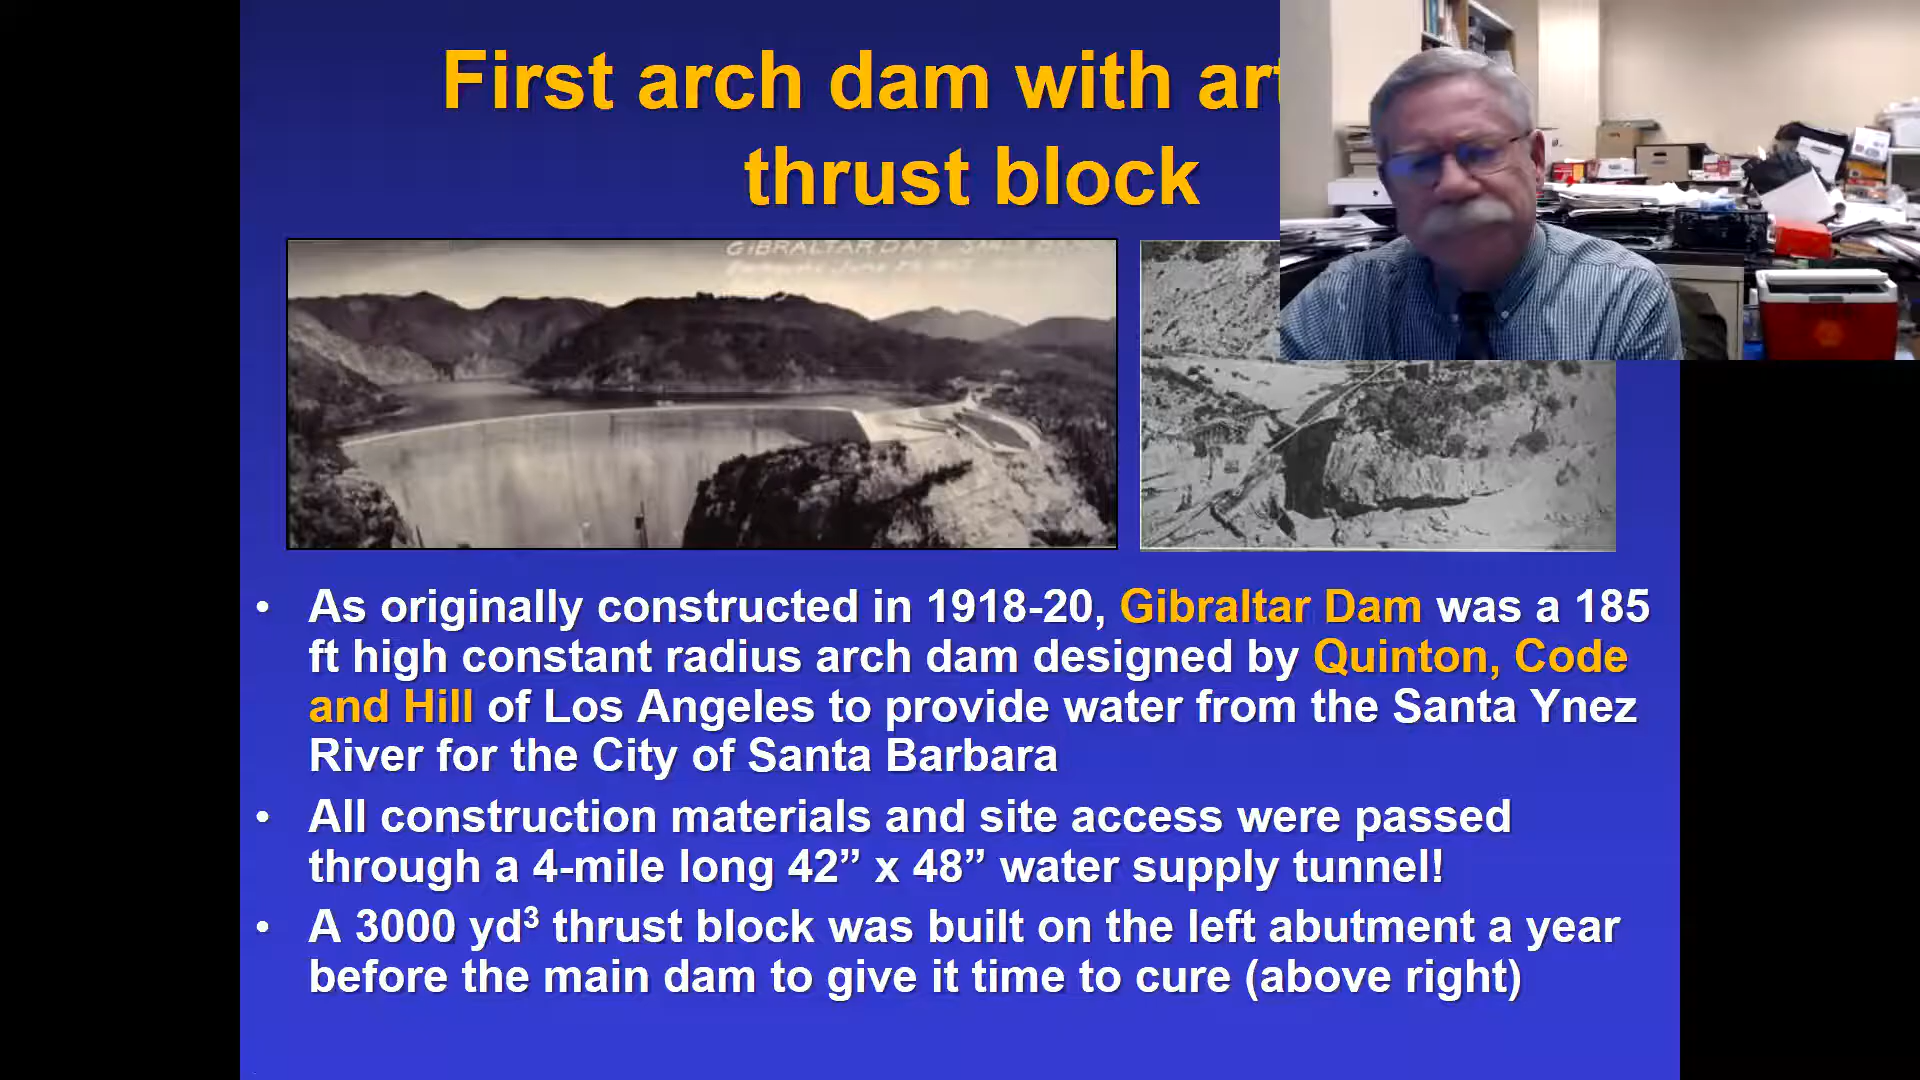 First arch dam with
thrust block
GIBRALTAR DAM
• As originally constructed in 1918-20, Gibraltar Dam was a 185
ft high constant radius arch dam designed by Quinton, Code
and Hill of Los Angeles to provide water from the Santa Ynez
River for the City of Santa Barbara
• All construction materials and site access were passed
through a 4-mile long 42” x 48” water supply tunnel!
• A 3000 yd³ thrust block was built on the left abutment a year
before the main dam to give it time to cure (above right)